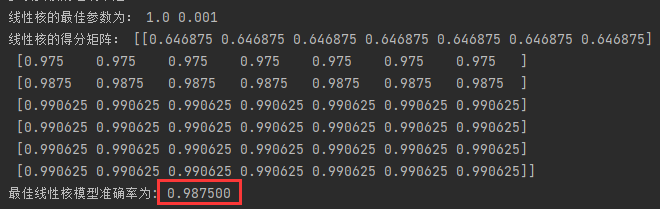 线性核的最佳参数为: 1.0 0.001
线性核的得分矩阵: [[0.646875 0.646875 0.646875 0.646875 0.646875 0.646875 0.646875]
[0.975 0.975 0.975 0.975 0.975 0.975 0.975 ]
[0.9875 0.9875 0.9875 0.9875 0.9875 0.9875 0.9875 ]
[0.990625 0.990625 0.990625 0.990625 0.990625 0.990625 0.990625]
[0.990625 0.990625 0.990625 0.990625 0.990625 0.990625 0.990625]
[0.990625 0.990625 0.990625 0.990625 0.990625 0.990625 0.990625]
[0.990625 0.990625 0.990625 0.990625 0.990625 0.990625 0.990625]]
最佳线性核模型准确率为: 0.987500